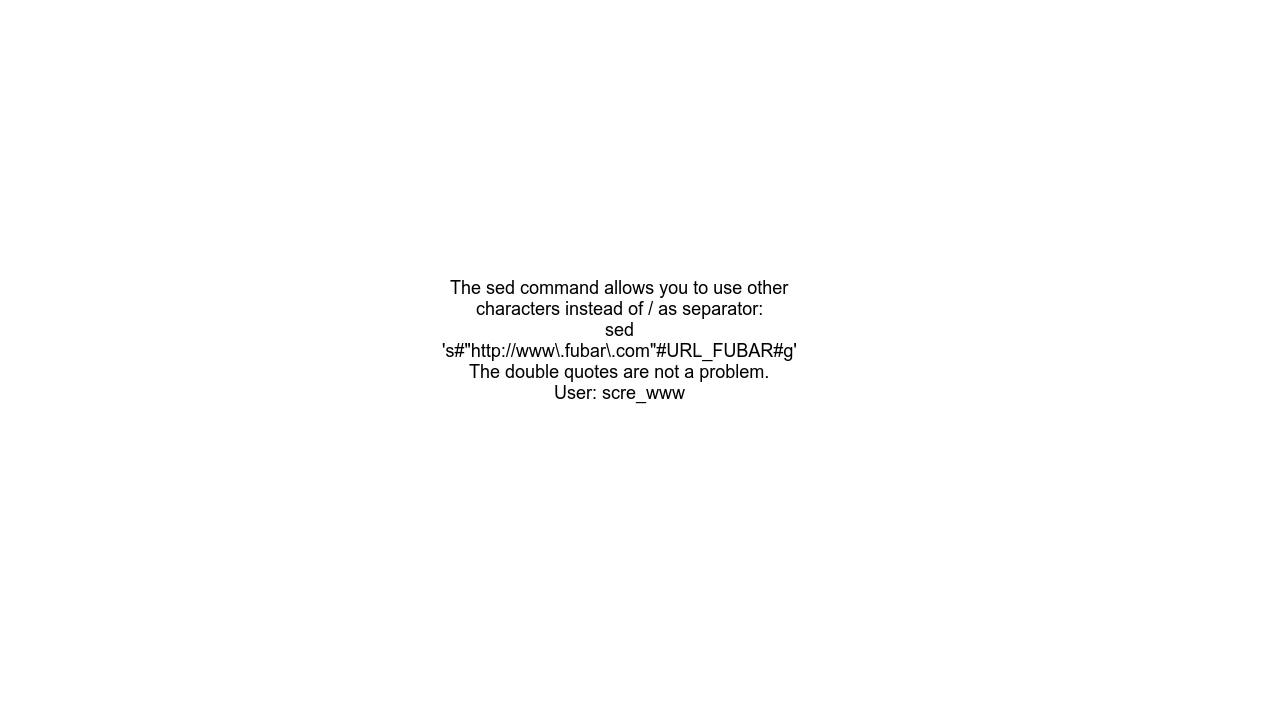 The sed command allows you to use other
characters instead of / as separator:
sed
's#"http://www\.fubar\.com"#URL_FUBAR#g'
The double quotes are not a problem.
User: scre_www